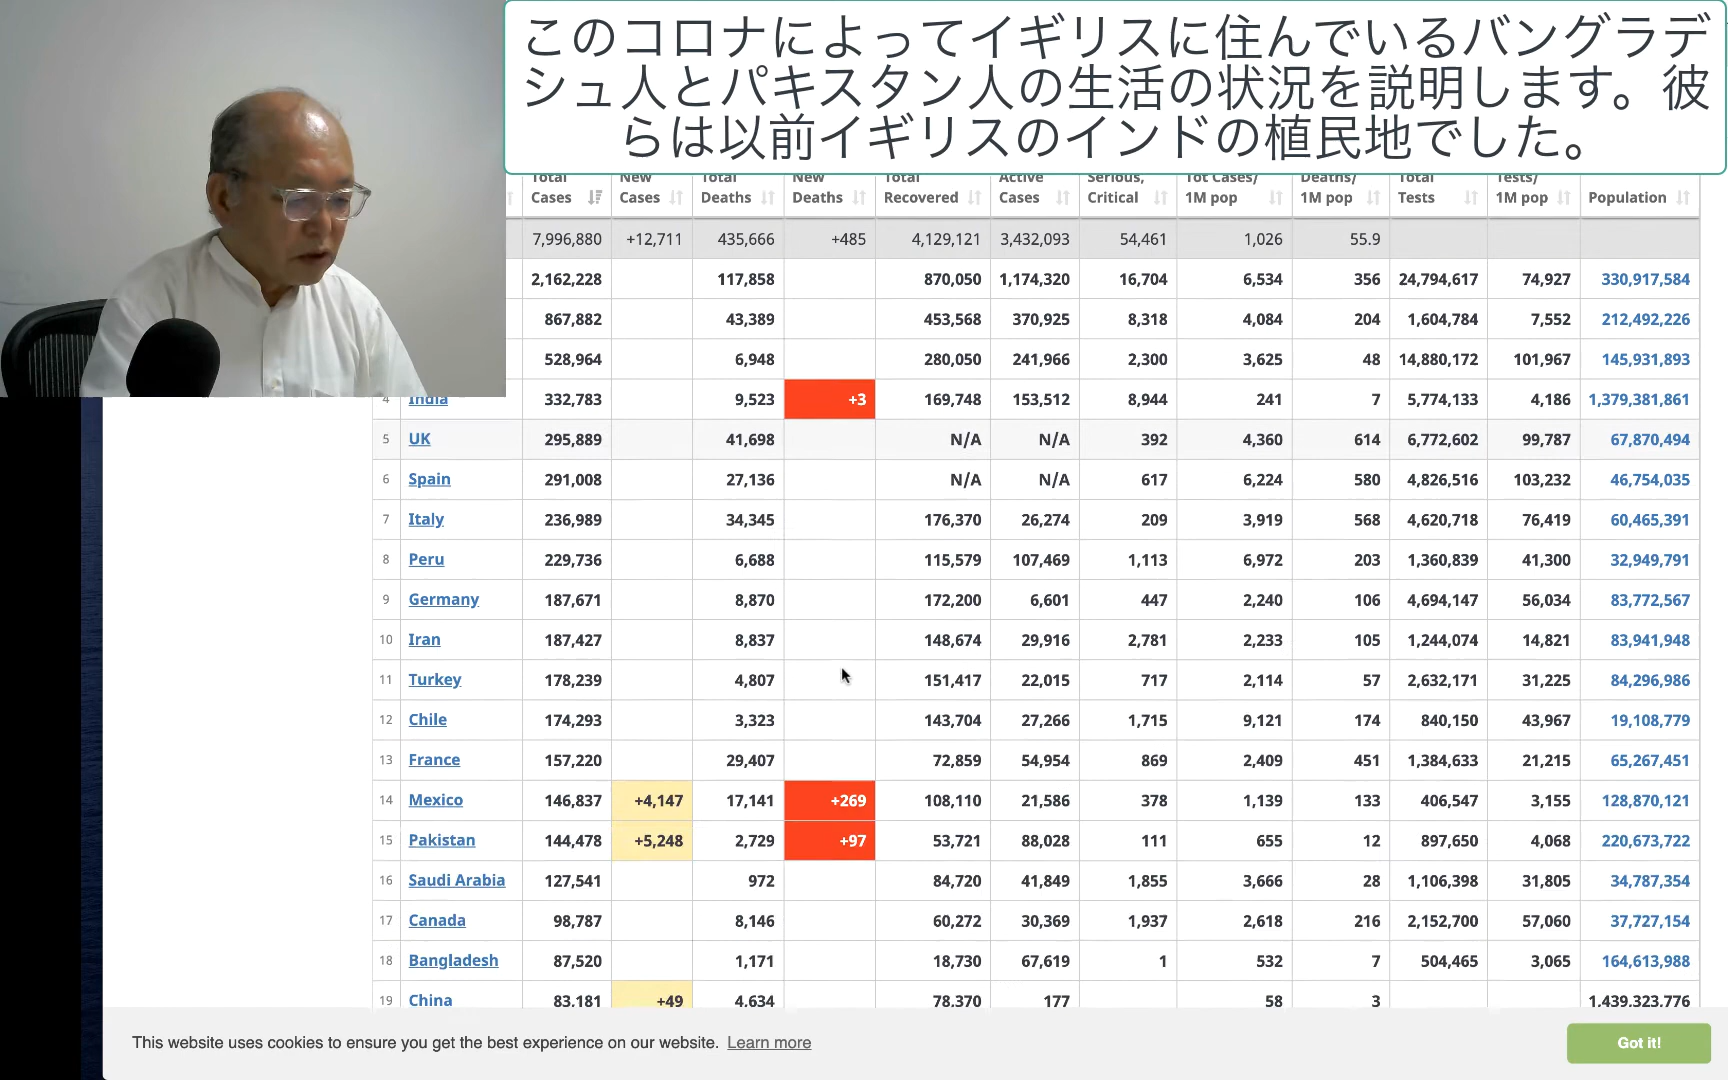 このコロナによってイギリスに住んでいるバングラデ
シュ人とパキスタン人の生活の状況を説明します。彼
らは以前イギリスのインドの植民地でした。
Total Cases New Cases Total Deaths New Deaths Total Recovered Active Cases Serious, Critical Tot Cases/ 1M pop Deaths/ 1M pop Total Tests Tests/ 1M pop Population
7,996,880 +12,711 435,666 +485 4,129,121 3,432,093 54,461 1,026 55.9
2,162,228 117,858 870,050 1,174,320 16,704 6,534 356 24,794,617 74,927 330,917,584
867,882 43,389 453,568 370,925 8,318 4,084 204 1,604,784 7,552 212,492,226
528,964 6,948 280,050 241,966 2,300 3,625 48 14,880,172 101,967 145,931,893
4 India 332,783 9,523 +3 169,748 153,512 8,944 241 7 5,774,133 4,186 1,379,381,861
5 UK 295,889 41,698 N/A N/A 392 4,360 614 6,772,602 99,787 67,870,494
6 Spain 291,008 27,136 N/A N/A 617 6,224 580 4,826,516 103,232 46,754,035
7 Italy 236,989 34,345 176,370 26,274 209 3,919 568 4,620,718 76,419 60,465,391
8 Peru 229,736 6,688 115,579 107,469 1,113 6,972 203 1,360,839 41,300 32,949,791
9 Germany 187,671 8,870 172,200 6,601 447 2,240 106 4,694,147 56,034 83,772,567
10 Iran 187,427 8,837 148,674 29,916 2,781 2,233 105 1,244,074 14,821 83,941,948
11 Turkey 178,239 4,807 151,417 22,015 717 2,114 57 2,632,171 31,225 84,296,986
12 Chile 174,293 3,323 143,704 27,266 1,715 9,121 174 840,150 43,967 19,108,779
13 France 157,220 29,407 72,859 54,954 869 2,409 451 1,384,633 21,215 65,267,451
14 Mexico 146,837 +4,147 17,141 +269 108,110 21,586 378 1,139 133 406,547 3,155 128,870,121
15 Pakistan 144,478 +5,248 2,729 +97 53,721 88,028 111 655 12 897,650 4,068 220,673,722
16 Saudi Arabia 127,541 972 84,720 41,849 1,855 3,666 28 1,106,398 31,805 34,787,354
17 Canada 98,787 8,146 60,272 30,369 1,937 2,618 216 2,152,700 57,060 37,727,154
18 Bangladesh 87,520 1,171 18,730 67,619 1 532 7 504,465 3,065 164,613,988
19 China 83,181 +49 4,634 78,370 177 58 3 1,439,323,776
This website uses cookies to ensure you get the best experience on our website. Learn more Got it!